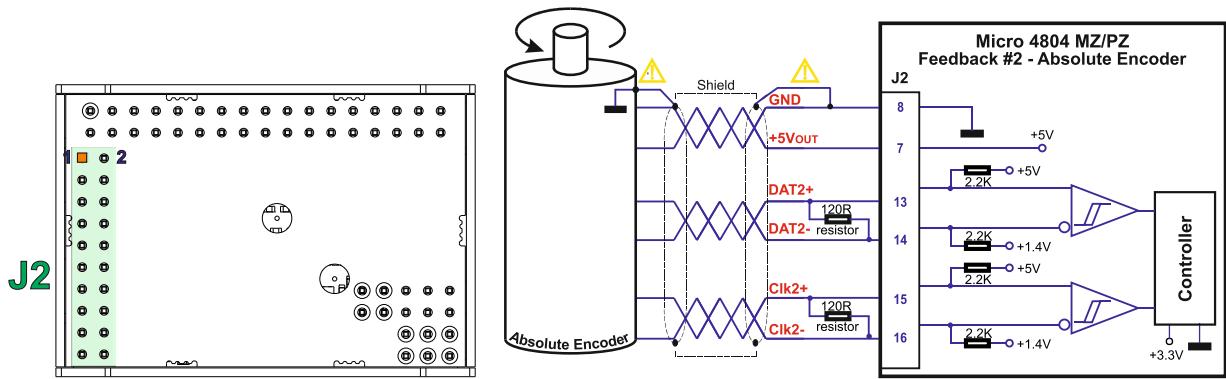 J2
1
2
Absolute Encoder
Shield
GND
+5VOUT
DAT2+
120R
resistor
DAT2-
Clk2+
120R
resistor
Clk2-
Micro 4804 MZ/PZ
Feedback #2 - Absolute Encoder
J2
8
7
13
14
15
16
+5V
+5V
2.2K
2.2K
+1.4V
+5V
2.2K
2.2K
+1.4V
Controller
+3.3V